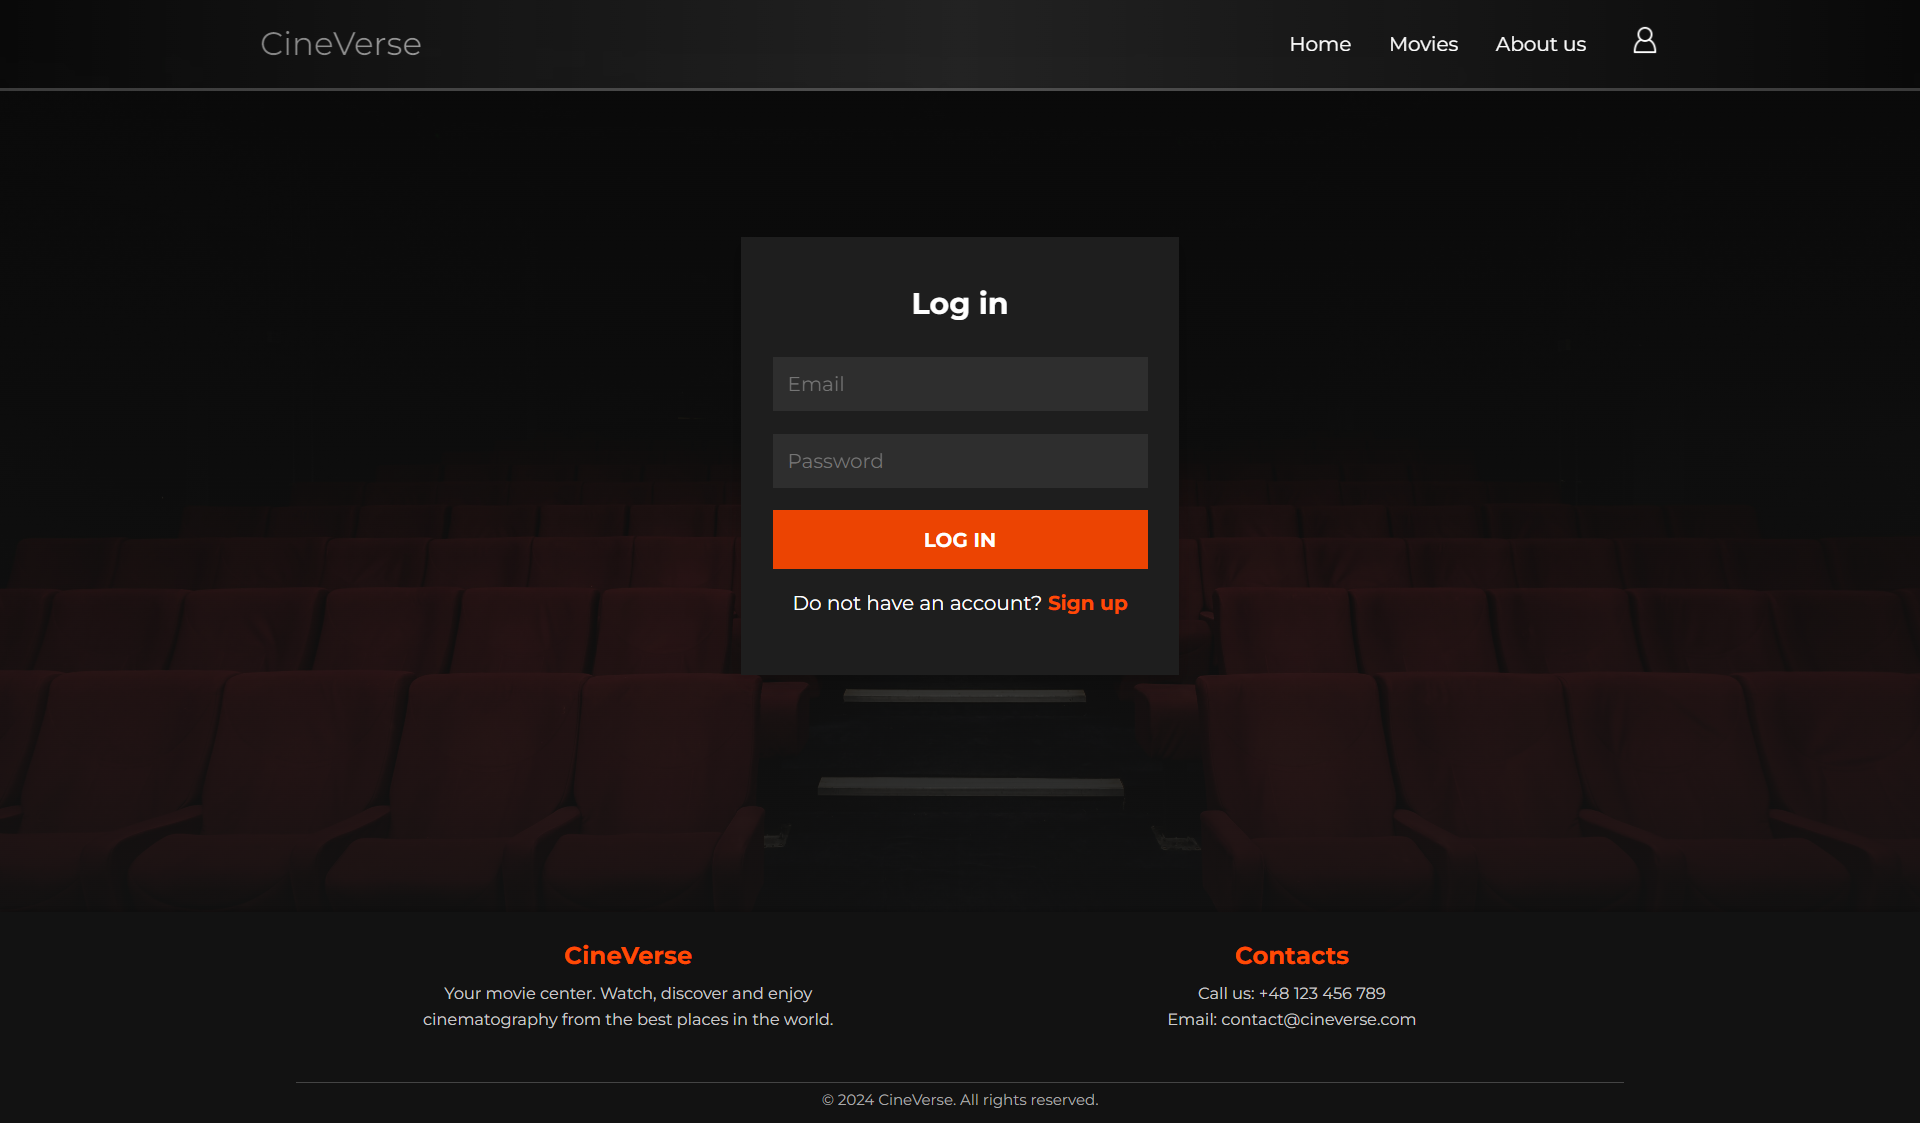 CineVerse
Home
Movies
About us
Log in
Email
Password
LOG IN
Do not have an account? Sign up
CineVerse
Your movie center. Watch, discover and enjoy
cinematography from the best places in the world.
Contacts
Call us: +48 123 456 789
Email: contact@cineverse.com
© 2024 CineVerse. All rights reserved.